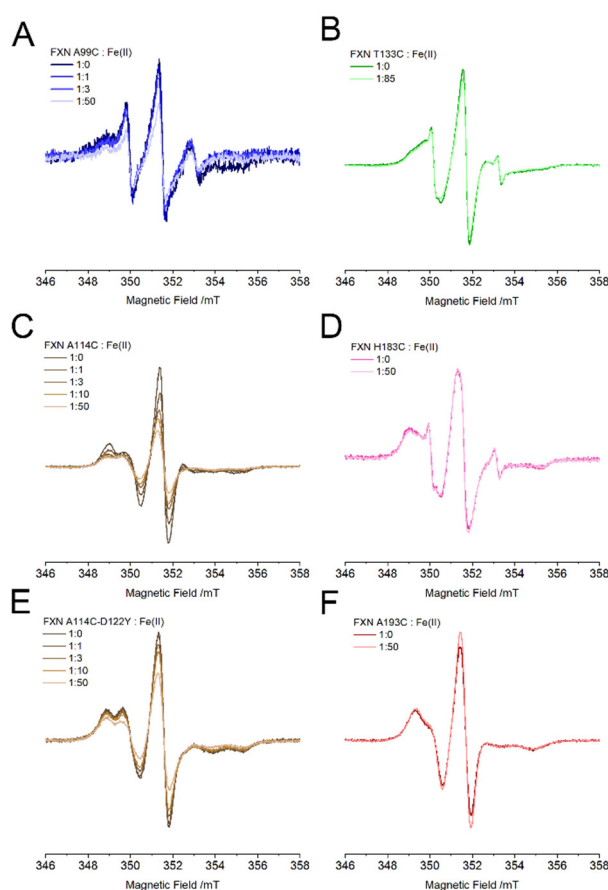 A
FXN A99C : Fe(II)
1:0
1:1
1:3
1:50
346 348 350 352 354 356 358
Magnetic Field /mT
B
FXN T133C : Fe(II)
1:0
1:85
346 348 350 352 354 356 358
Magnetic Field /mT
C
FXN A114C : Fe(II)
1:0
1:1
1:3
1:10
1:50
346 348 350 352 354 356 358
Magnetic Field /mT
D
FXN H183C : Fe(II)
1:0
1:50
346 348 350 352 354 356 358
Magnetic Field /mT
E
FXN A114C-D122Y : Fe(II)
1:0
1:1
1:3
1:10
1:50
346 348 350 352 354 356 358
Magnetic Field /mT
F
FXN A193C : Fe(II)
1:0
1:50
346 348 350 352 354 356 358
Magnetic Field /mT